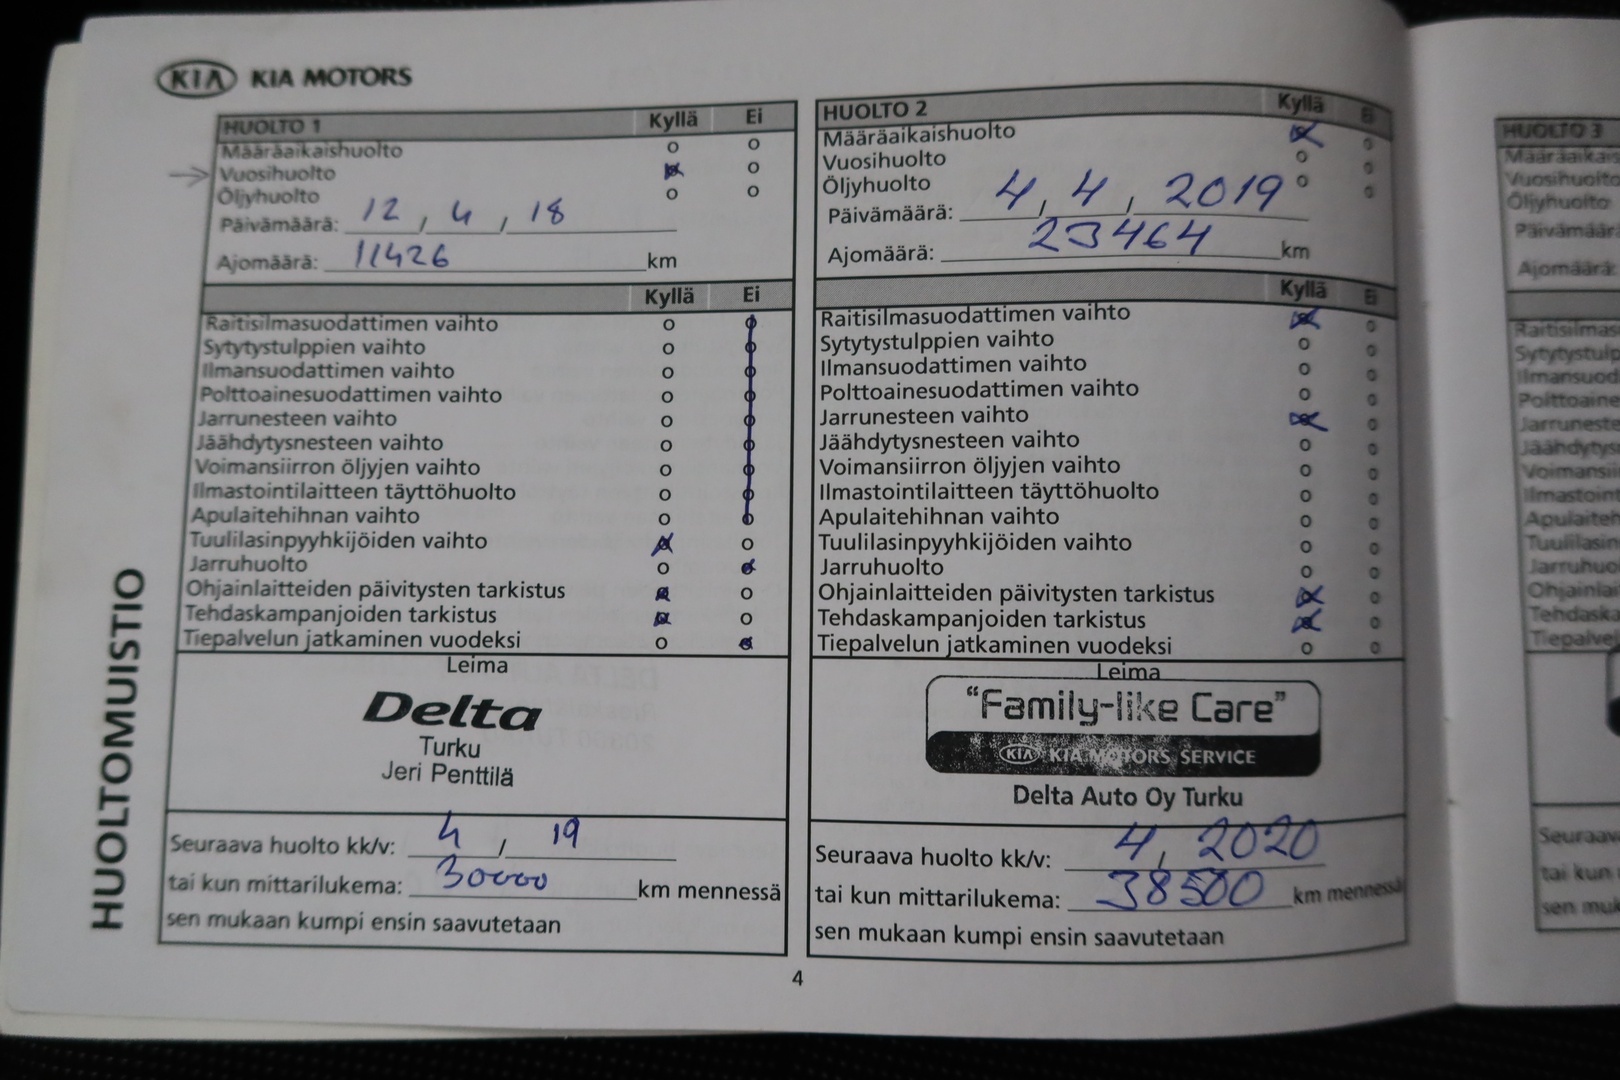 KIA KIA MOTORS
HUOLTOMUISTIO
HUOLTO 1 Kyllä Ei
Määräaikaishuolto o o
Vuosihuolto x o
Öljyhuolto o o
Päivämäärä: 12 , 4 , 18
Ajomäärä: 11426 km
Kyllä Ei
Raitisilmasuodattimen vaihto o o
Sytytystulppien vaihto o o
Ilmansuodattimen vaihto o o
Polttoainesuodattimen vaihto o o
Jarrunesteen vaihto o o
Jäähdytysnesteen vaihto o o
Voimansiirron öljyjen vaihto o o
Ilmastointilaitteen täyttöhuolto o o
Apulaitehihnan vaihto o o
Tuulilasinpyyhkijöiden vaihto x o
Jarruhuolto o x
Ohjainlaitteiden päivitysten tarkistus x o
Tehdaskampanjoiden tarkistus x o
Tiepalvelun jatkaminen vuodeksi o x
Leima
Delta
Turku
Jeri Penttilä
Seuraava huolto kk/v: 4 , 19
tai kun mittarilukema: 30000 km mennessä
sen mukaan kumpi ensin saavutetaan
HUOLTO 2 Kyllä Ei
Määräaikaishuolto x o
Vuosihuolto o o
Öljyhuolto o o
Päivämäärä: 4 , 4 , 2019
Ajomäärä: 23464 km
Kyllä Ei
Raitisilmasuodattimen vaihto x o
Sytytystulppien vaihto o o
Ilmansuodattimen vaihto o o
Polttoainesuodattimen vaihto o o
Jarrunesteen vaihto x o
Jäähdytysnesteen vaihto o o
Voimansiirron öljyjen vaihto o o
Ilmastointilaitteen täyttöhuolto o o
Apulaitehihnan vaihto o o
Tuulilasinpyyhkijöiden vaihto o o
Jarruhuolto o o
Ohjainlaitteiden päivitysten tarkistus x o
Tehdaskampanjoiden tarkistus x o
Tiepalvelun jatkaminen vuodeksi o o
Leima
"Family-like Care"
KIA KIA MOTORS SERVICE
Delta Auto Oy Turku
Seuraava huolto kk/v: 4 , 2020
tai kun mittarilukema: 38500 km mennessä
sen mukaan kumpi ensin saavutetaan
4
HUOLTO 3
Vuosihuolto
Öljyhuolto
Ajomäärä:
tai kun